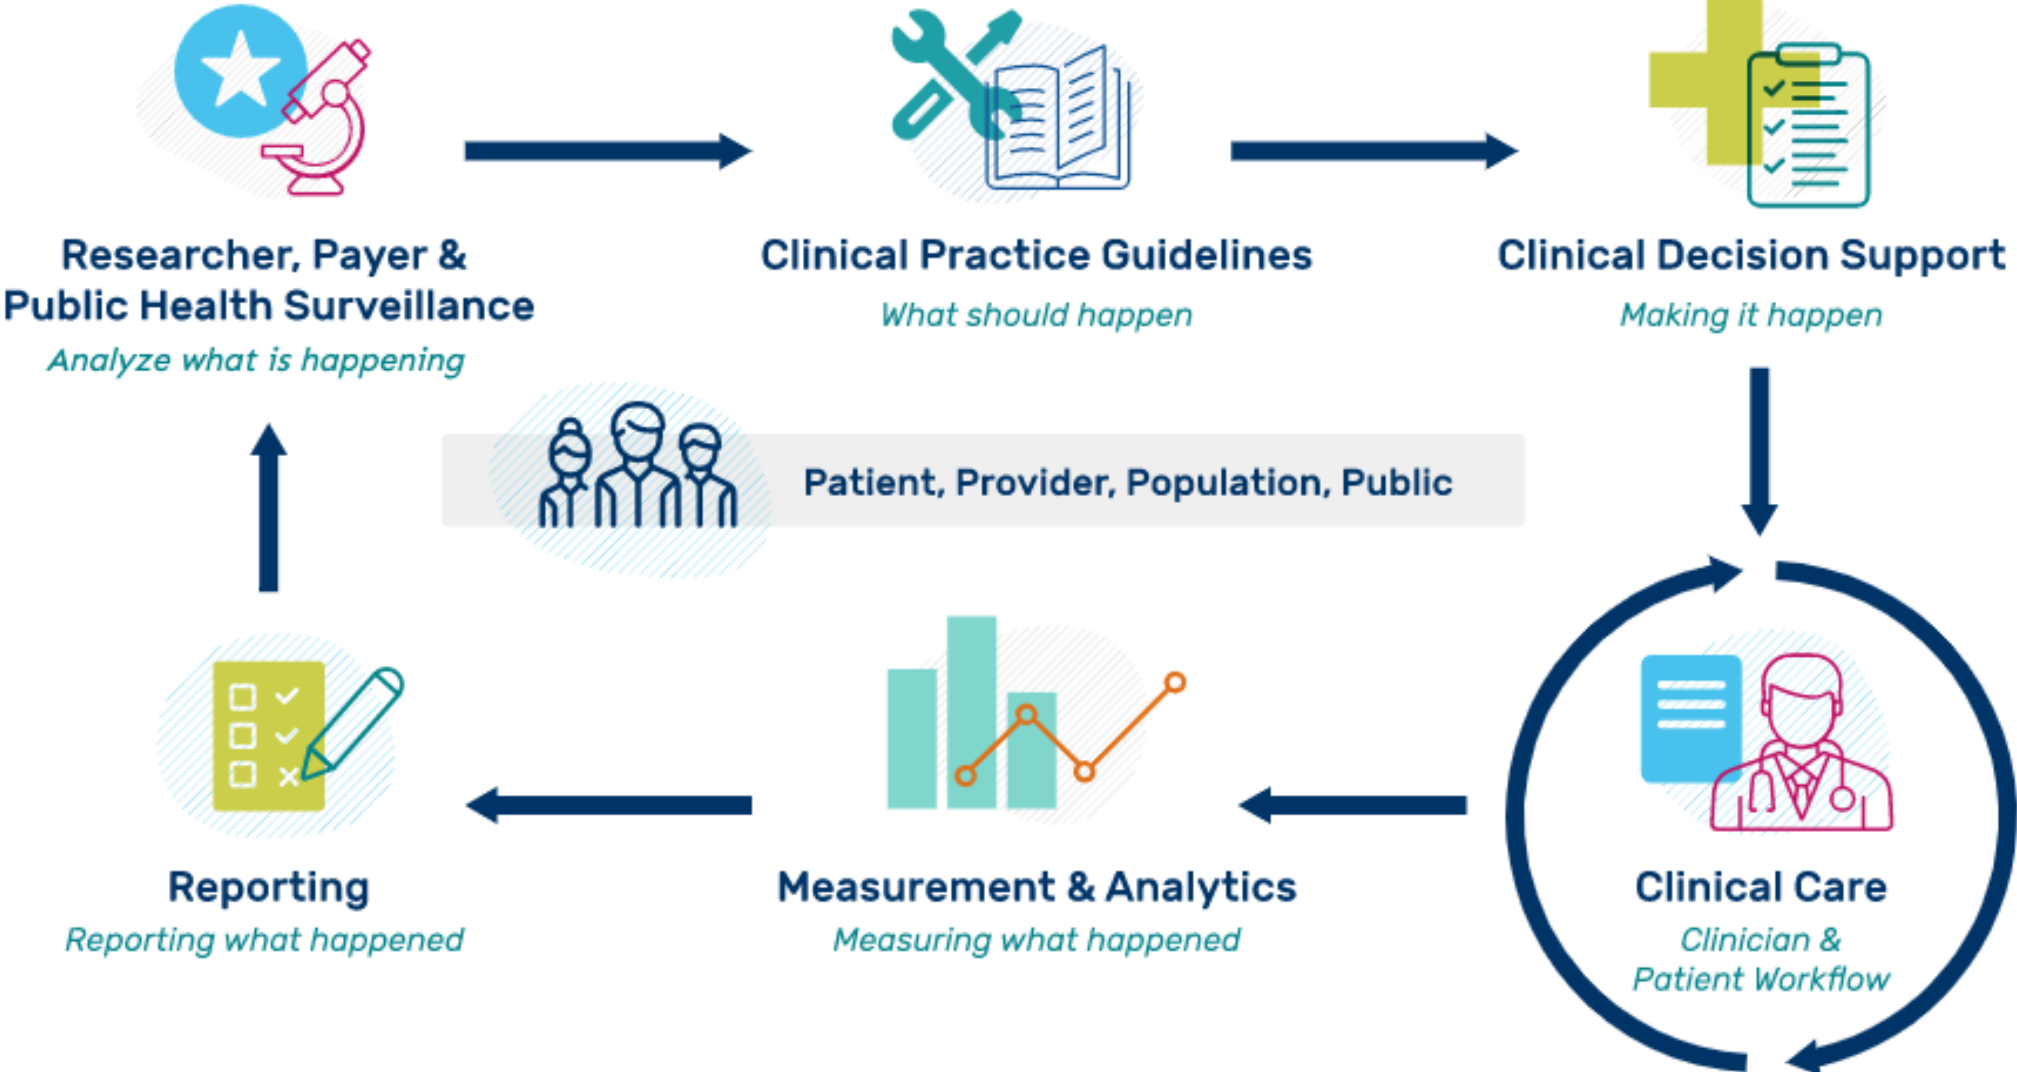 Researcher, Payer &
Public Health Surveillance
Analyze what is happening
Clinical Practice Guidelines
What should happen
Clinical Decision Support
Making it happen
Patient, Provider, Population, Public
Reporting
Reporting what happened
Measurement & Analytics
Measuring what happened
Clinical Care
Clinician &
Patient Workflow